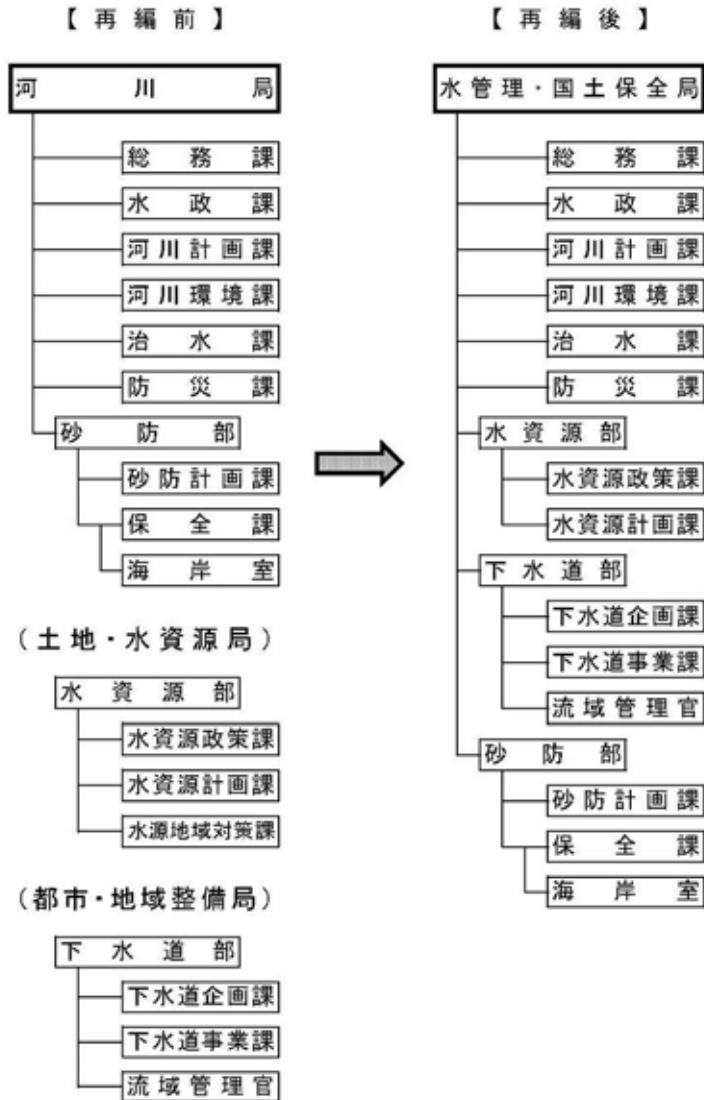 【再編前】
河川局
総務課
水政課
河川計画課
河川環境課
治水課
防災課
砂防部
砂防計画課
保全課
海岸室
(土地・水資源局)
水資源部
水資源政策課
水資源計画課
水源地域対策課
(都市・地域整備局)
下水道部
下水道企画課
下水道事業課
流域管理官
【再編後】
水管理・国土保全局
総務課
水政課
河川計画課
河川環境課
治水課
防災課
水資源部
水資源政策課
水資源計画課
下水道部
下水道企画課
下水道事業課
流域管理官
砂防部
砂防計画課
保全課
海岸室